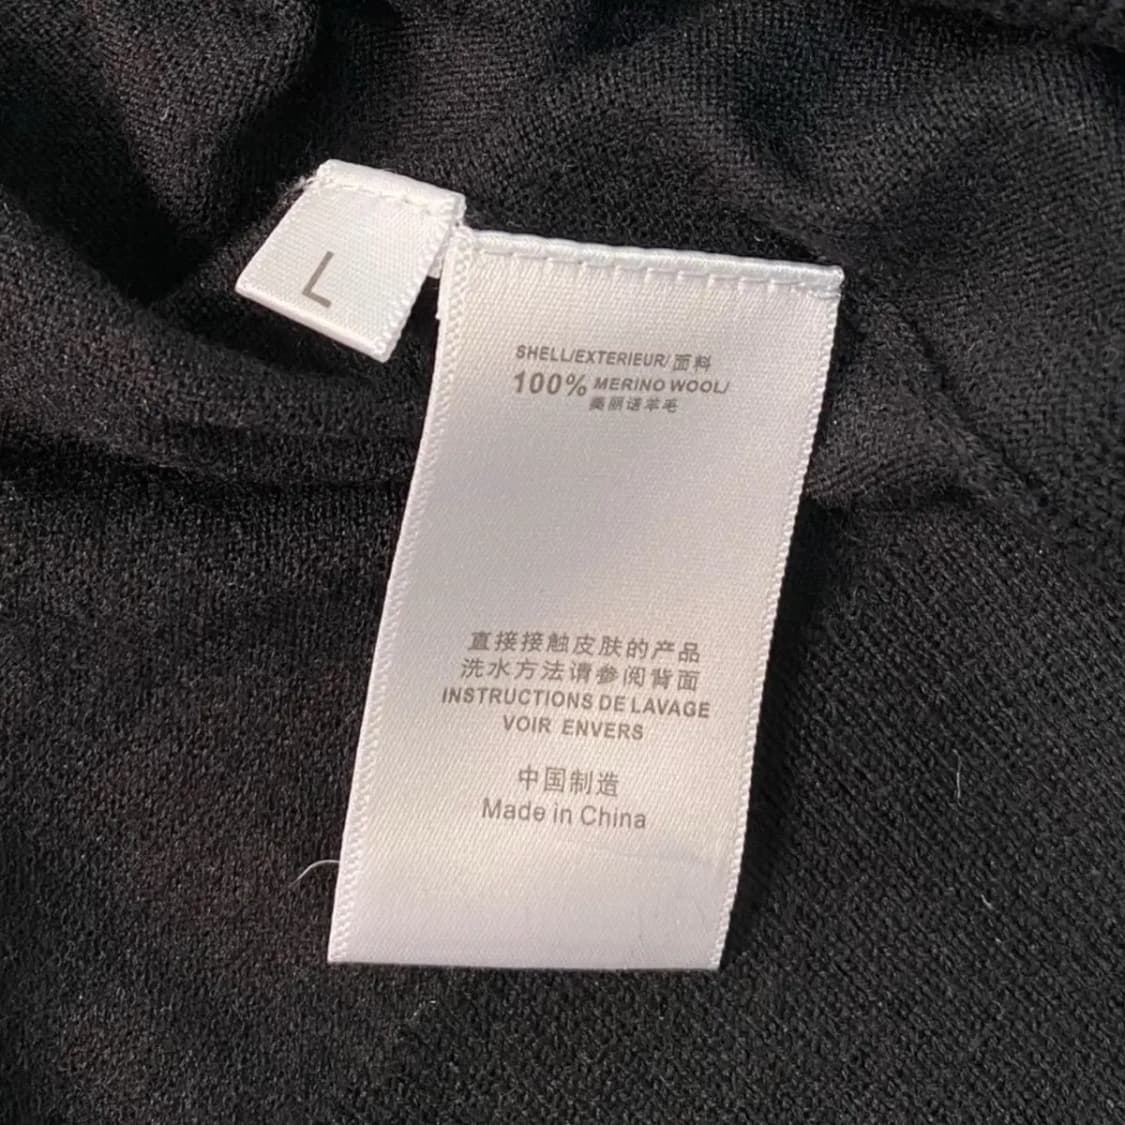 L
SHELL/EXTERIEUR/面料
100% MERINO WOOL/
美丽诺羊毛
直接接触皮肤的产品
洗水方法请参阅背面
INSTRUCTIONS DE LAVAGE
VOIR ENVERS
中国制造
Made in China